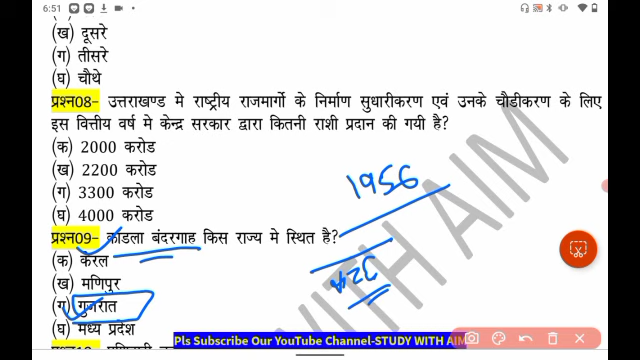 6:51
(ख) दूसरे
(ग) तीसरे
(घ) चौथे
प्रश्न08- उत्तराखण्ड मे राष्ट्रीय राजमार्गो के निर्माण सुधारीकरण एवं उनके चौडीकरण के लिए
इस वित्तीय वर्ष मे केन्द्र सरकार द्वारा कितनी राशी प्रदान की गयी है?
(क) 2000 करोड
(ख) 2200 करोड
(ग) 3300 करोड
(घ) 4000 करोड
1956
प्रश्न09- कांडला बंदरगाह किस राज्य मे स्थित है?
(क) केरल
(ख) मणिपुर
(ग) गुजरात
(घ) मध्य प्रदेश
WITH AIM
Pls Subscribe Our YouTube Channel-STUDY WITH AIM